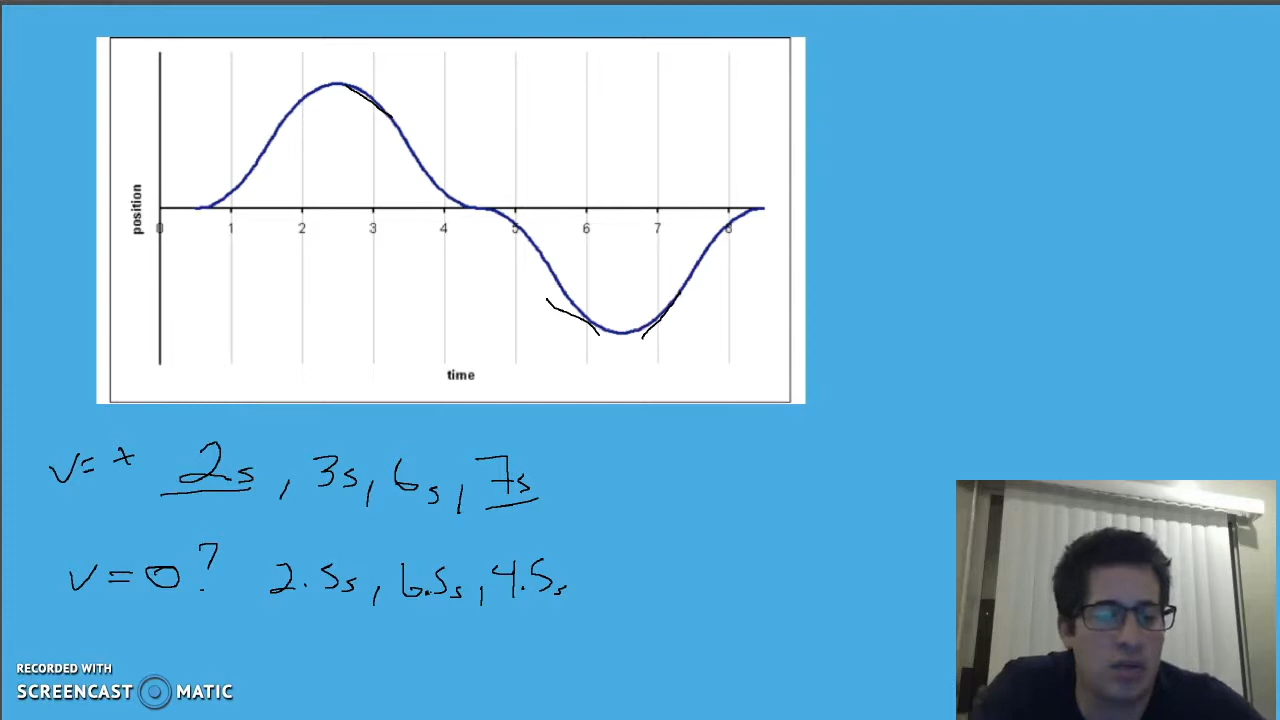 position
0 1 2 3 4 5 6 7 8
time
v= + 2s, 3s, 6s, 7s
v=0? 2.5s, 6.5s, 4.5s
RECORDED WITH
SCREENCAST MATIC